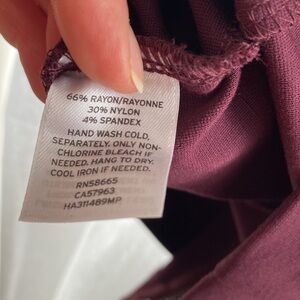 66% RAYON/RAYONNE
30% NYLON
4% SPANDEX
HAND WASH COLD,
SEPARATELY. ONLY NON-
CHLORINE BLEACH IF
NEEDED. HANG TO DRY.
COOL IRON IF NEEDED.
RN58665
CA57963
HA311489MP